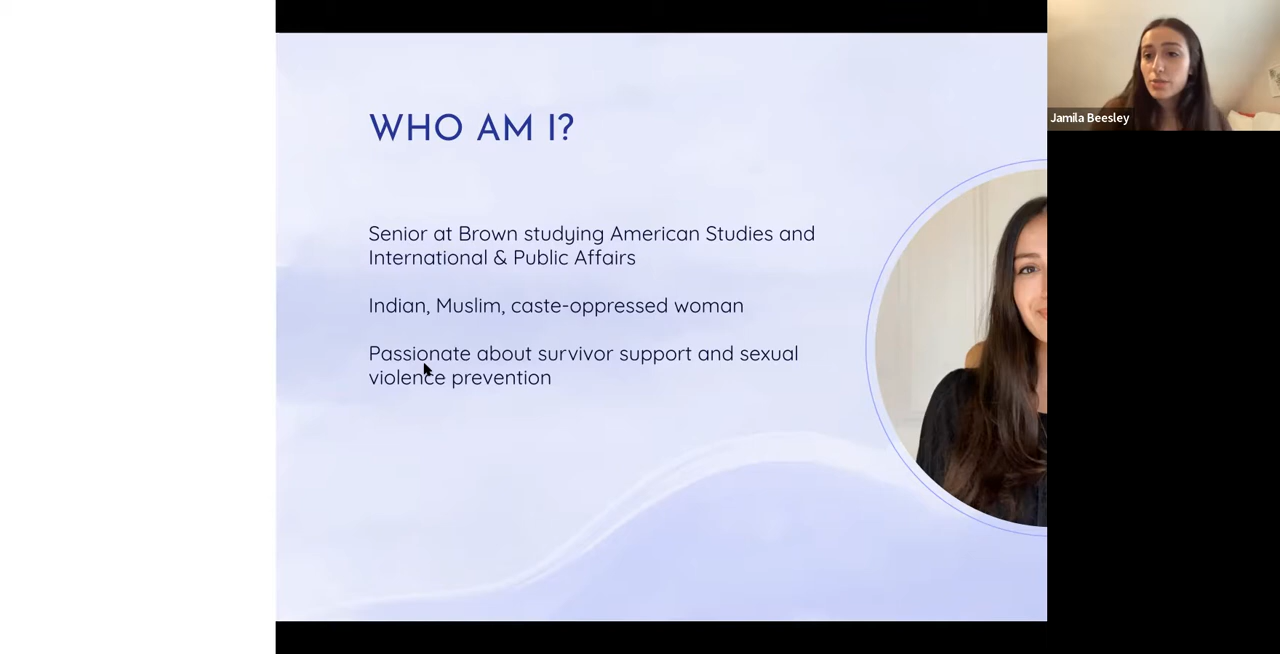 WHO AM I?
Senior at Brown studying American Studies and
International & Public Affairs
Indian, Muslim, caste-oppressed woman
Passionate about survivor support and sexual
violence prevention
Jamila Beesley